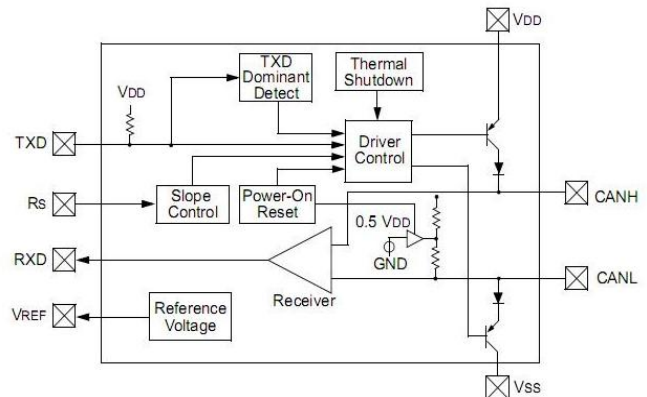 VDD
TXD
Dominant
Detect
Thermal
Shutdown
VDD
TXD
Driver
Control
RS
Slope
Control
Power-On
Reset
CANH
0.5 VDD
RXD
GND
Receiver
CANL
VREF
Reference
Voltage
VSS